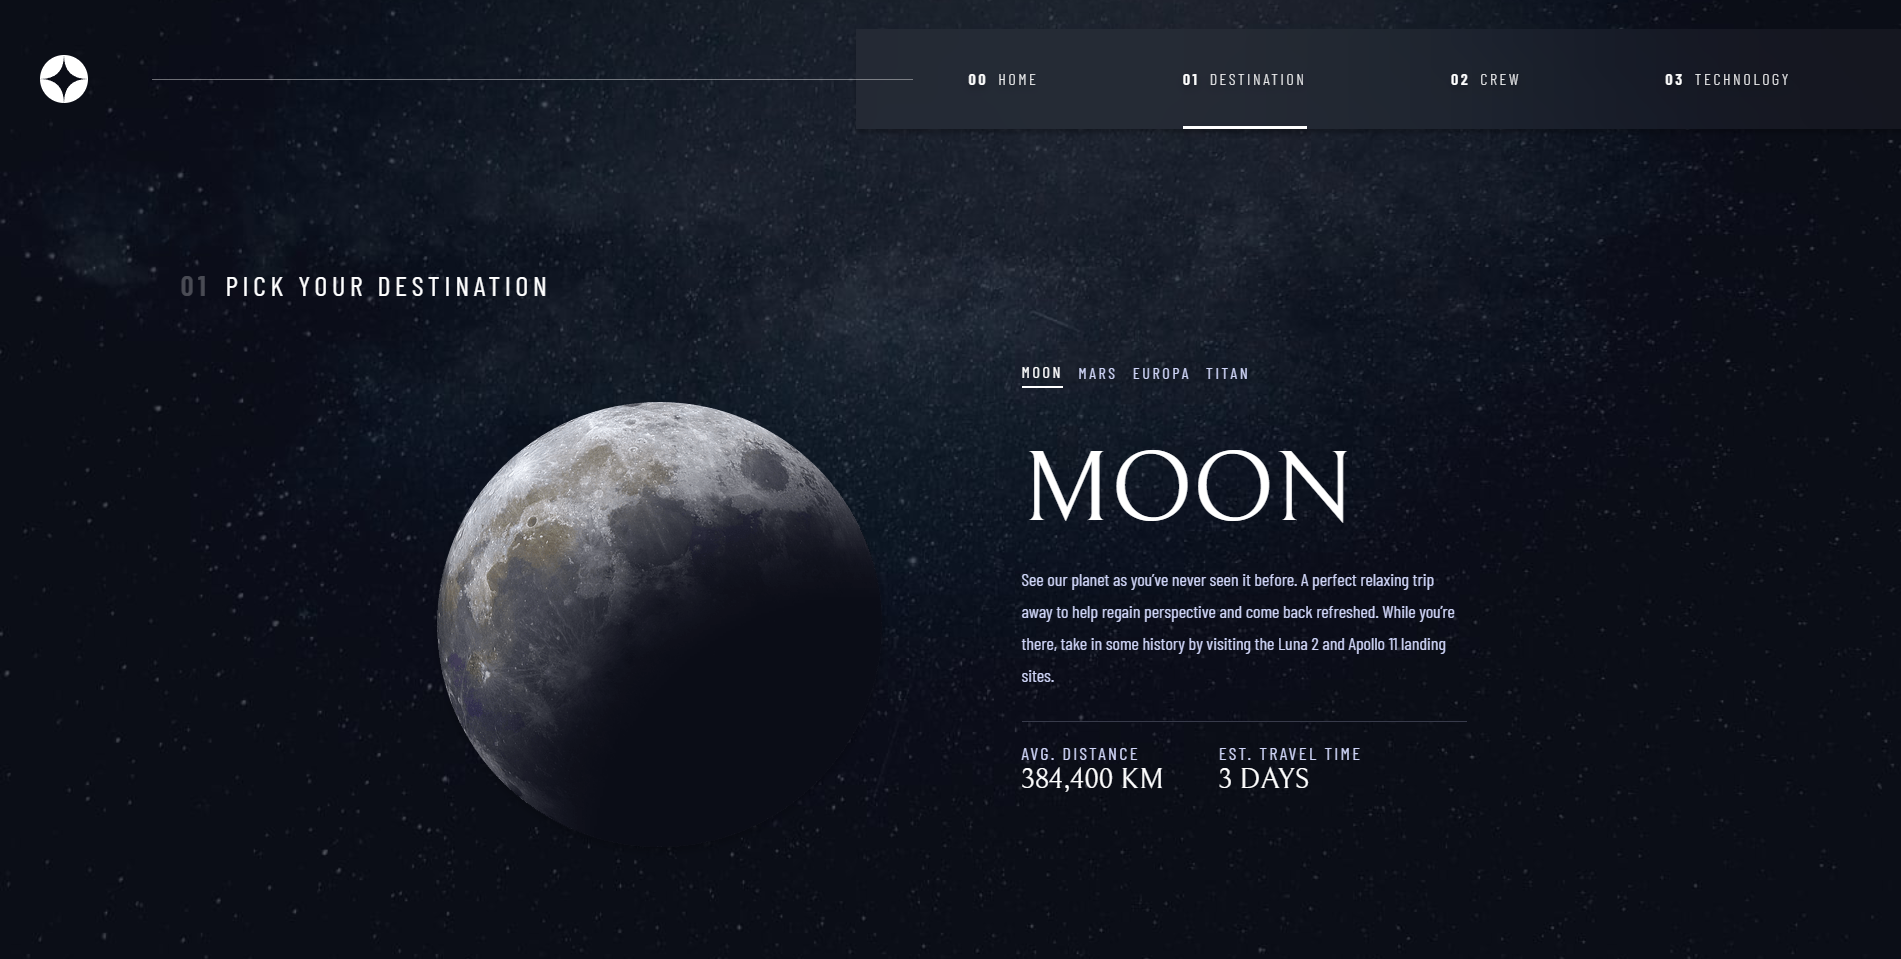 00 HOME 01 DESTINATION 02 CREW 03 TECHNOLOGY
01 PICK YOUR DESTINATION
MOON MARS EUROPA TITAN
MOON
See our planet as you’ve never seen it before. A perfect relaxing trip
away to help regain perspective and come back refreshed. While you’re
there, take in some history by visiting the Luna 2 and Apollo 11 landing
sites.
AVG. DISTANCE EST. TRAVEL TIME
384,400 KM 3 DAYS